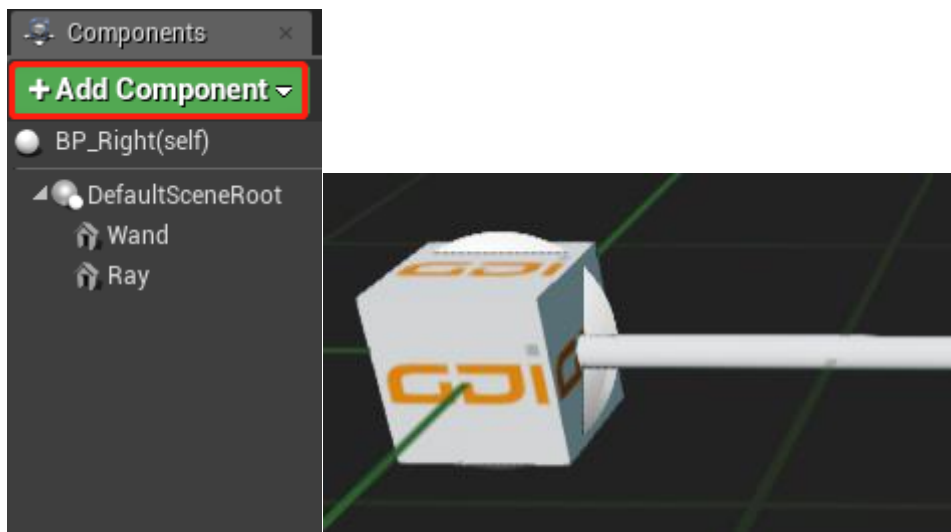 Components
+ Add Component
BP_Right(self)
DefaultSceneRoot
Wand
Ray
GDi
GDi